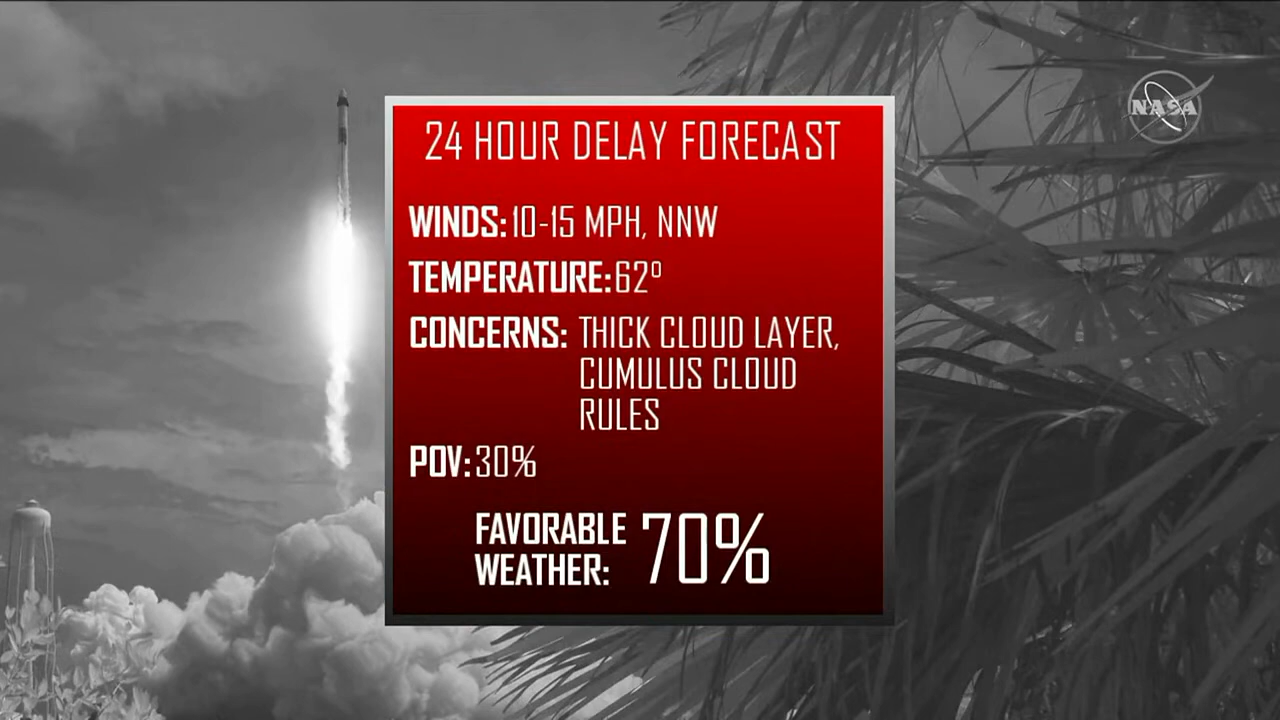 24 HOUR DELAY FORECAST
NASA
WINDS: 10-15 MPH, NNW
TEMPERATURE: 62º
CONCERNS: THICK CLOUD LAYER,
CUMULUS CLOUD
RULES
POV: 30%
FAVORABLE
WEATHER: 70%